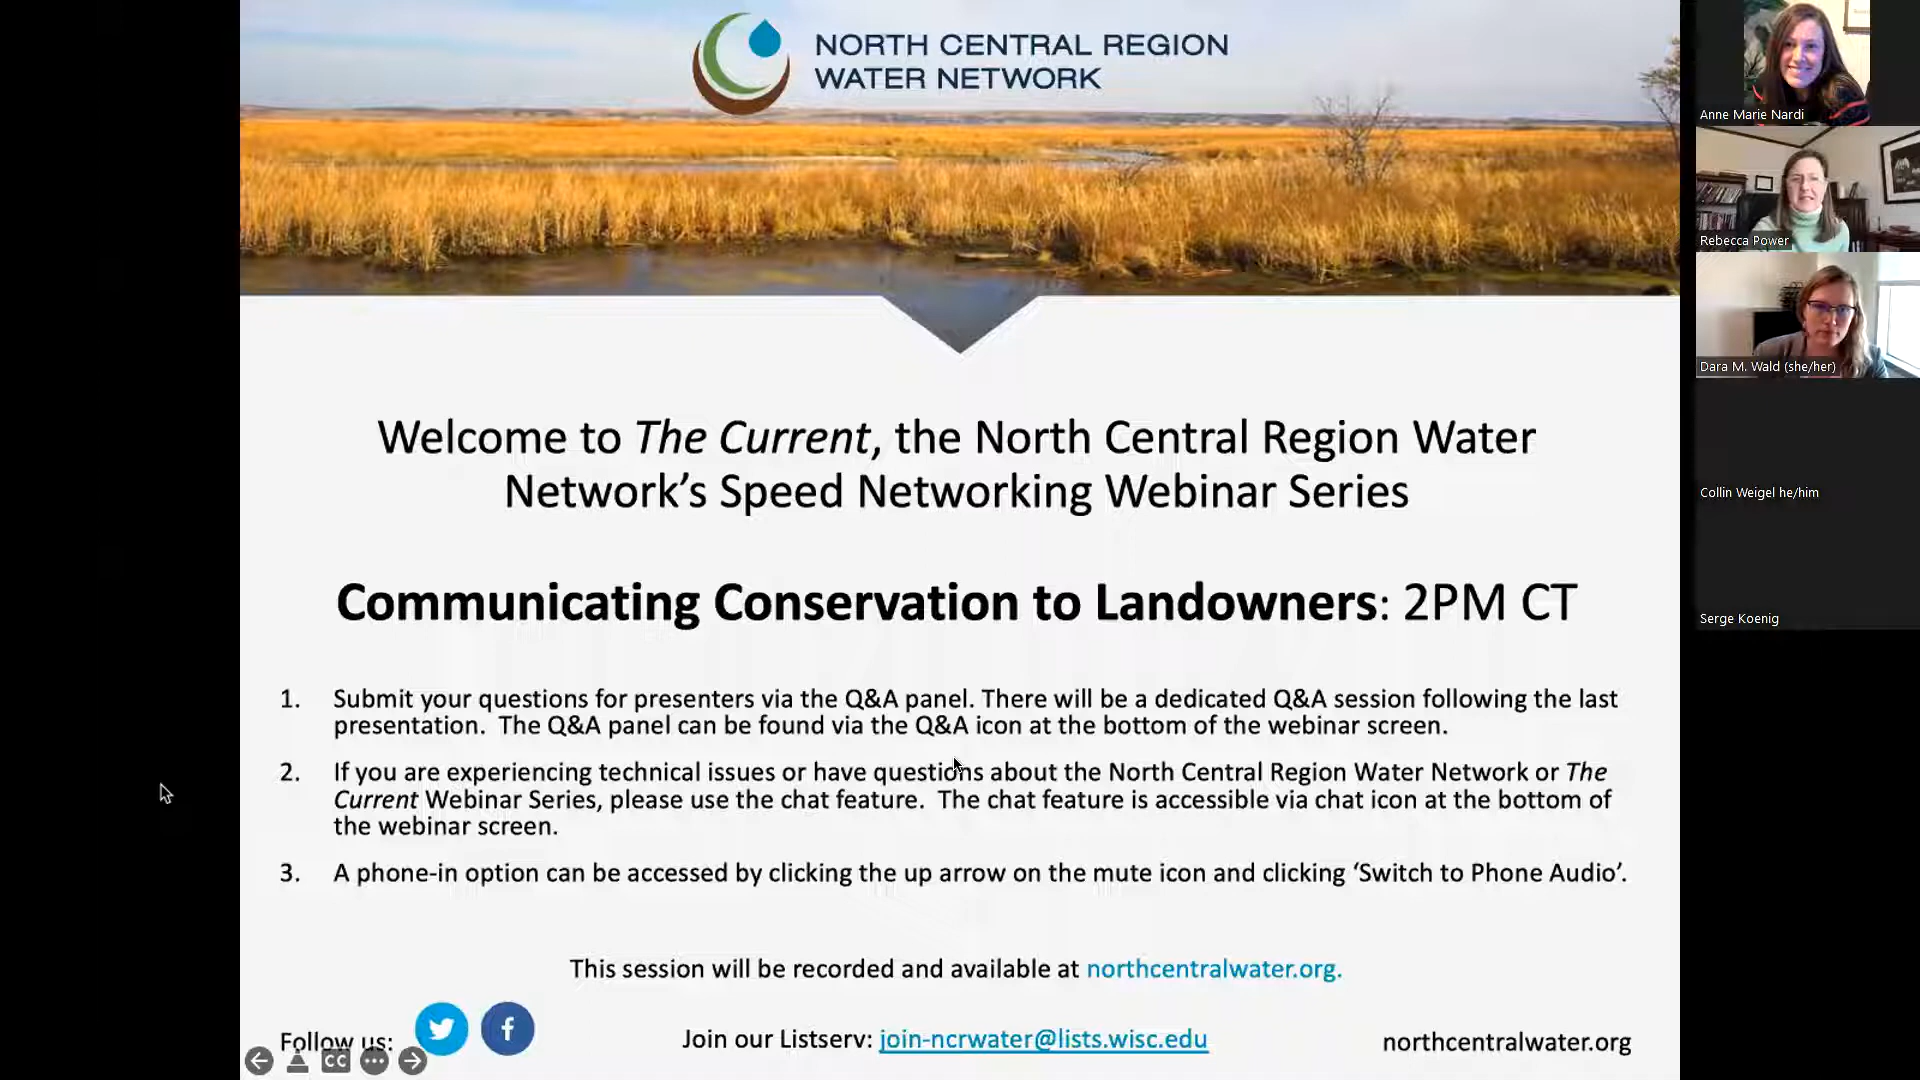 NORTH CENTRAL REGION
WATER NETWORK
Welcome to The Current, the North Central Region Water
Network’s Speed Networking Webinar Series
Communicating Conservation to Landowners: 2PM CT
1. Submit your questions for presenters via the Q&A panel. There will be a dedicated Q&A session following the last
presentation. The Q&A panel can be found via the Q&A icon at the bottom of the webinar screen.
2. If you are experiencing technical issues or have questions about the North Central Region Water Network or The
Current Webinar Series, please use the chat feature. The chat feature is accessible via chat icon at the bottom of
the webinar screen.
3. A phone-in option can be accessed by clicking the up arrow on the mute icon and clicking ‘Switch to Phone Audio’.
This session will be recorded and available at northcentralwater.org.
Follow us:
Join our Listserv: join-ncrwater@lists.wisc.edu
northcentralwater.org
CC
Anne Marie Nardi
Rebecca Power
Dara M. Wald (she/her)
Collin Weigel he/him
Serge Koenig